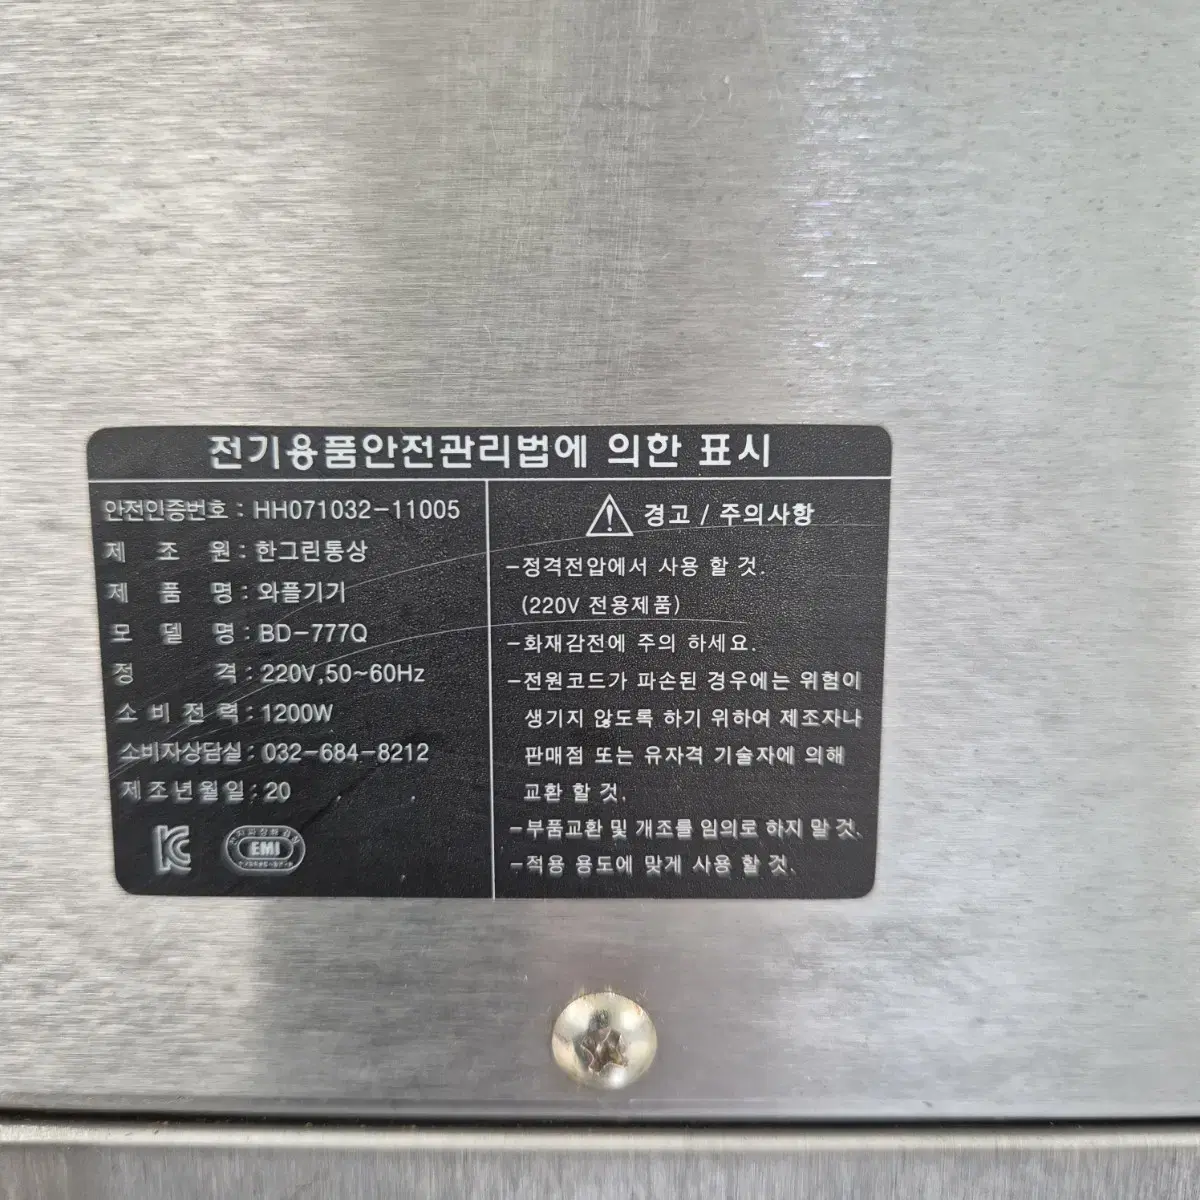 전기용품안전관리법에 의한 표시
안전인증번호 : HH071032-11005
제 조 원 : 한그린통상
제 품 명 : 와플기기
모 델 명 : BD-777Q
정 격 : 220V,50~60Hz
소 비 전 력 : 1200W
소비자상담실 : 032-684-8212
제조년월일 : 20 . .
KC
EMI
경고 / 주의사항
-정격전압에서 사용 할 것.
(220V 전용제품)
-화재감전에 주의 하세요.
-전원코드가 파손된 경우에는 위험이
생기지 않도록 하기 위하여 제조자나
판매점 또는 유자격 기술자에 의해
교환 할 것.
-부품교환 및 개조를 임의로 하지 말 것.
-적용 용도에 맞게 사용 할 것.